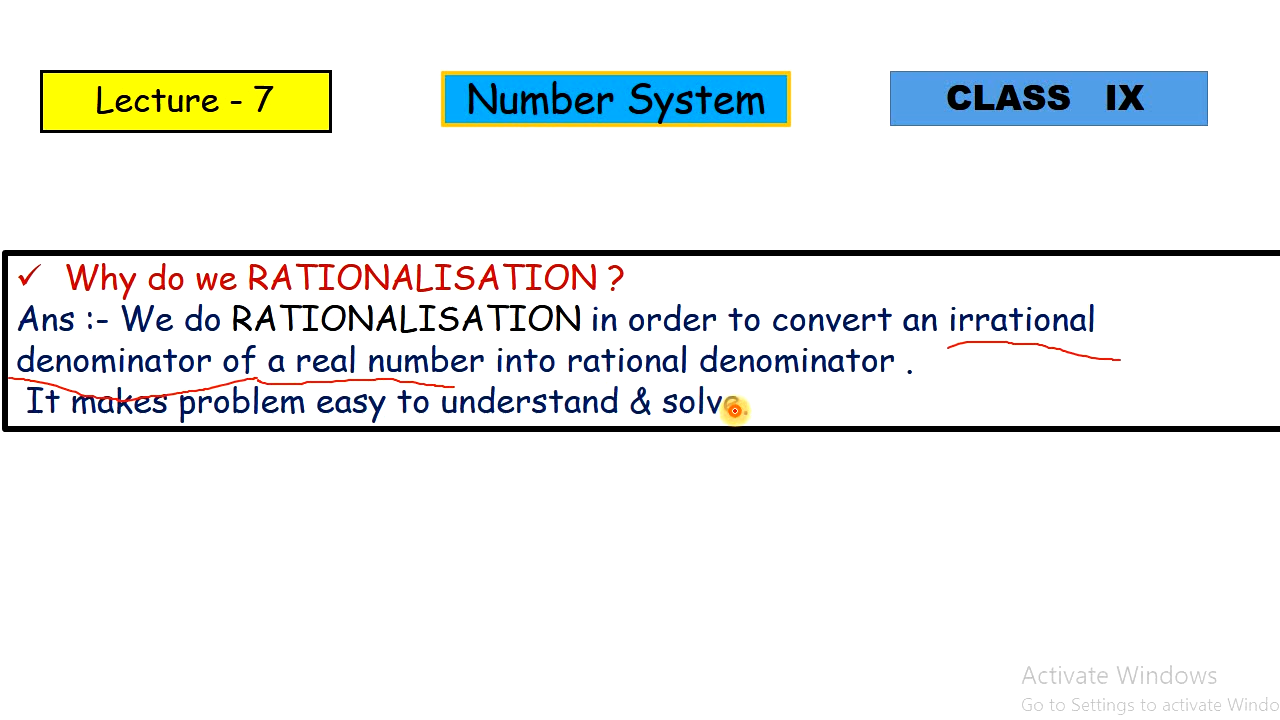 Lecture - 7
Number System
CLASS IX
✓ Why do we RATIONALISATION ?
Ans :- We do RATIONALISATION in order to convert an irrational
denominator of a real number into rational denominator .
It makes problem easy to understand & solve.
Activate Windows
Go to Settings to activate Windo